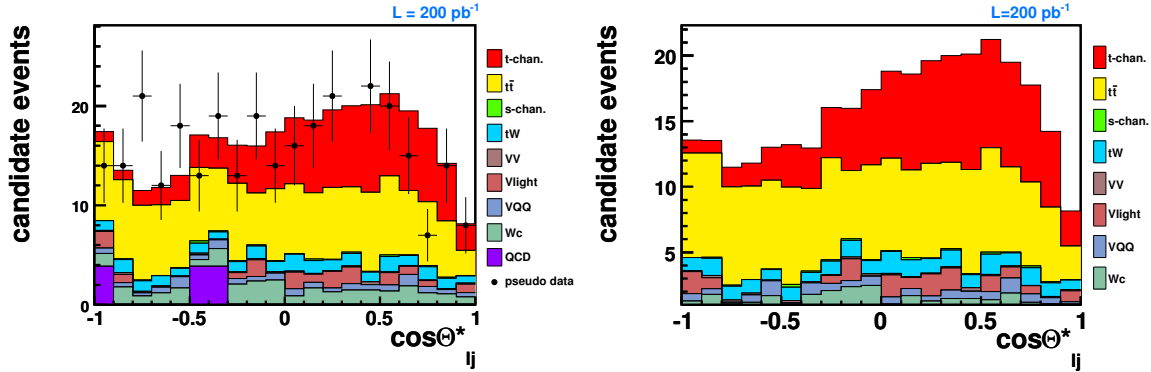 L = 200 pb⁻¹
candidate events
20
10
0
-1
-0.5
0
0.5
1
cosΘ*
lj
t-chan.
tt̄
s-chan.
tW
VV
Vlight
VQQ
Wc
QCD
pseudo data
L=200 pb⁻¹
candidate events
20
15
10
5
-1
-0.5
0
0.5
1
cosΘ*
lj
t-chan.
tt̄
s-chan.
tW
VV
Vlight
VQQ
Wc